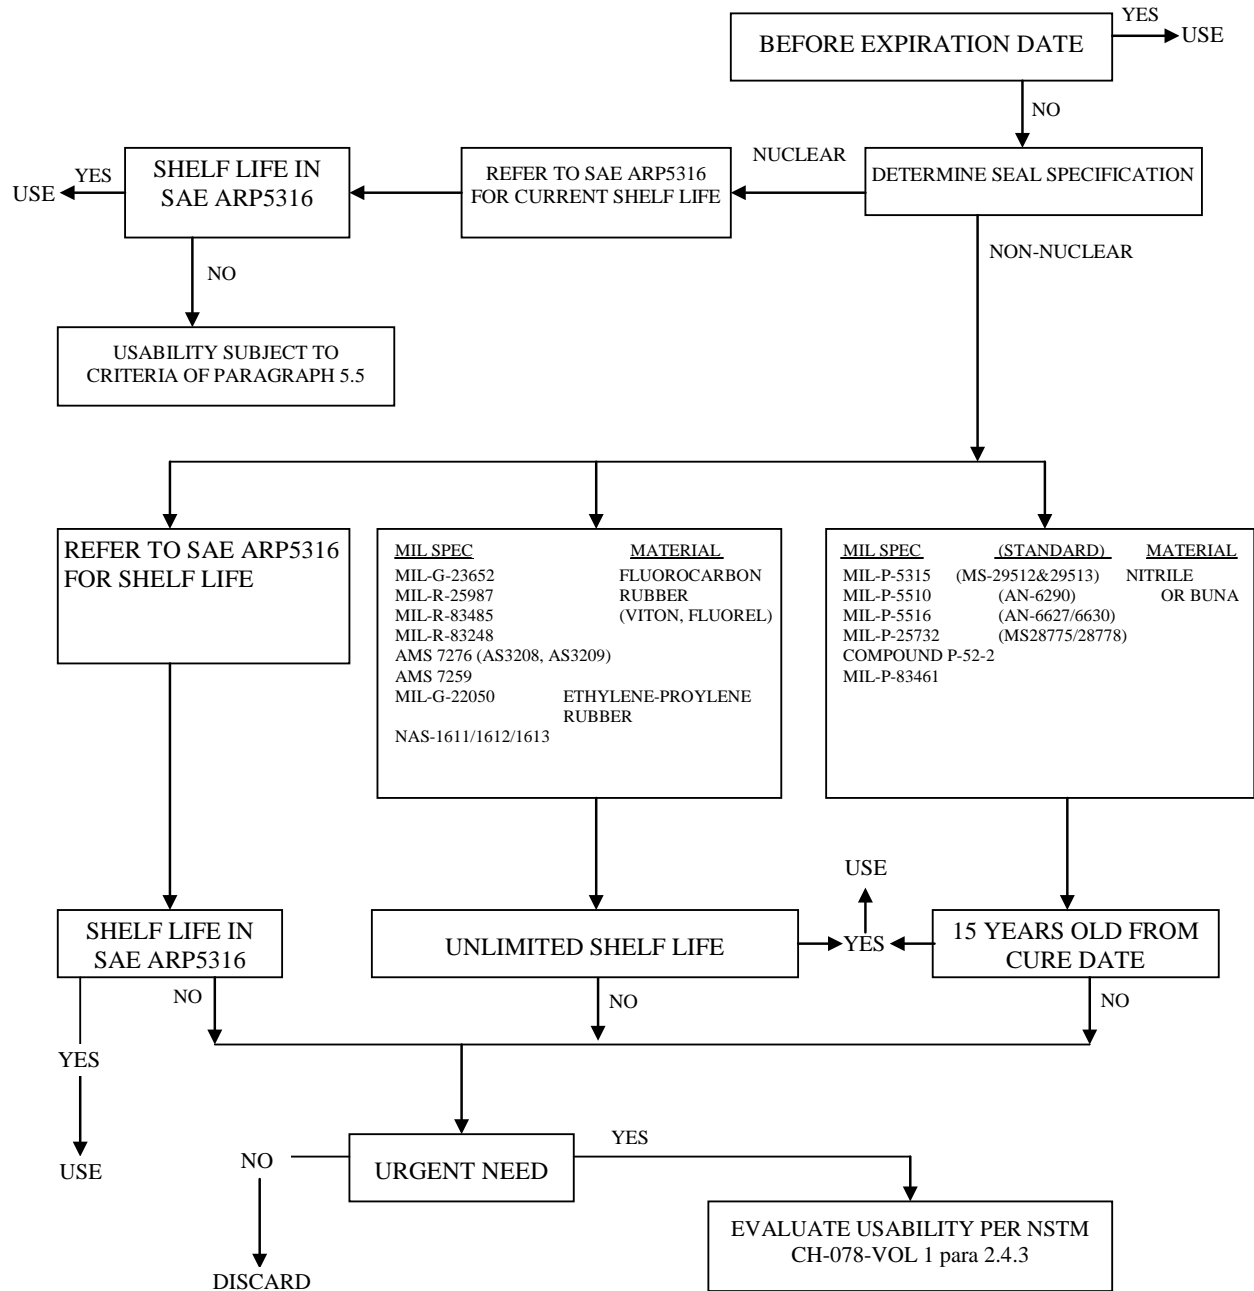 BEFORE EXPIRATION DATE
YES
USE
NO
DETERMINE SEAL SPECIFICATION
NUCLEAR
REFER TO SAE ARP5316
FOR CURRENT SHELF LIFE
SHELF LIFE IN
SAE ARP5316
YES
USE
NO
USABILITY SUBJECT TO
CRITERIA OF PARAGRAPH 5.5
NON-NUCLEAR
REFER TO SAE ARP5316
FOR SHELF LIFE
MIL SPEC MATERIAL
MIL-G-23652 FLUOROCARBON
MIL-R-25987 RUBBER
MIL-R-83485 (VITON, FLUOREL)
MIL-R-83248
AMS 7276 (AS3208, AS3209)
AMS 7259
MIL-G-22050 ETHYLENE-PROYLENE
RUBBER
NAS-1611/1612/1613
MIL SPEC (STANDARD) MATERIAL
MIL-P-5315 (MS-29512&29513) NITRILE
MIL-P-5510 (AN-6290) OR BUNA
MIL-P-5516 (AN-6627/6630)
MIL-P-25732 (MS28775/28778)
COMPOUND P-52-2
MIL-P-83461
SHELF LIFE IN
SAE ARP5316
NO
YES
USE
UNLIMITED SHELF LIFE
NO
USE
YES
15 YEARS OLD FROM
CURE DATE
NO
URGENT NEED
NO
DISCARD
YES
EVALUATE USABILITY PER NSTM
CH-078-VOL 1 para 2.4.3